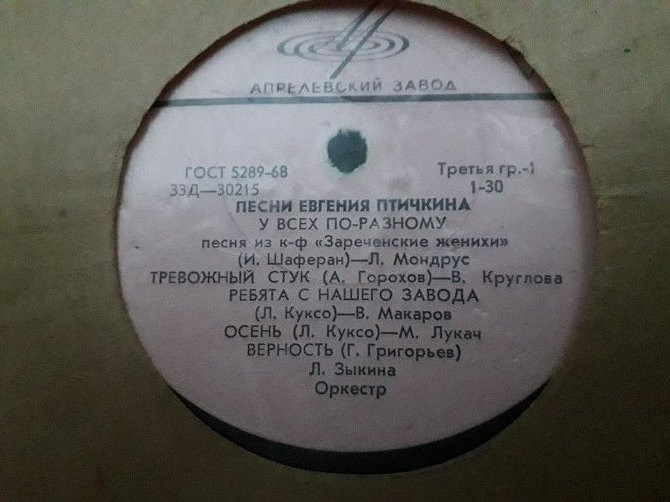 АПРЕЛЕВСКИЙ ЗАВОД
ГОСТ 5289-68 Третья гр.-1
33Д—30215 1-30
ПЕСНИ ЕВГЕНИЯ ПТИЧКИНА
У ВСЕХ ПО-РАЗНОМУ
песня из к-ф «Зареченские женихи»
(И. Шаферан)—Л. Мондрус
ТРЕВОЖНЫЙ СТУК (А. Горохов)—В. Круглова
РЕБЯТА С НАШЕГО ЗАВОДА
(Л. Куксо)—В. Макаров
ОСЕНЬ (Л. Куксо)—М. Лукач
ВЕРНОСТЬ (Г. Григорьев)
Л. Зыкина
Оркестр